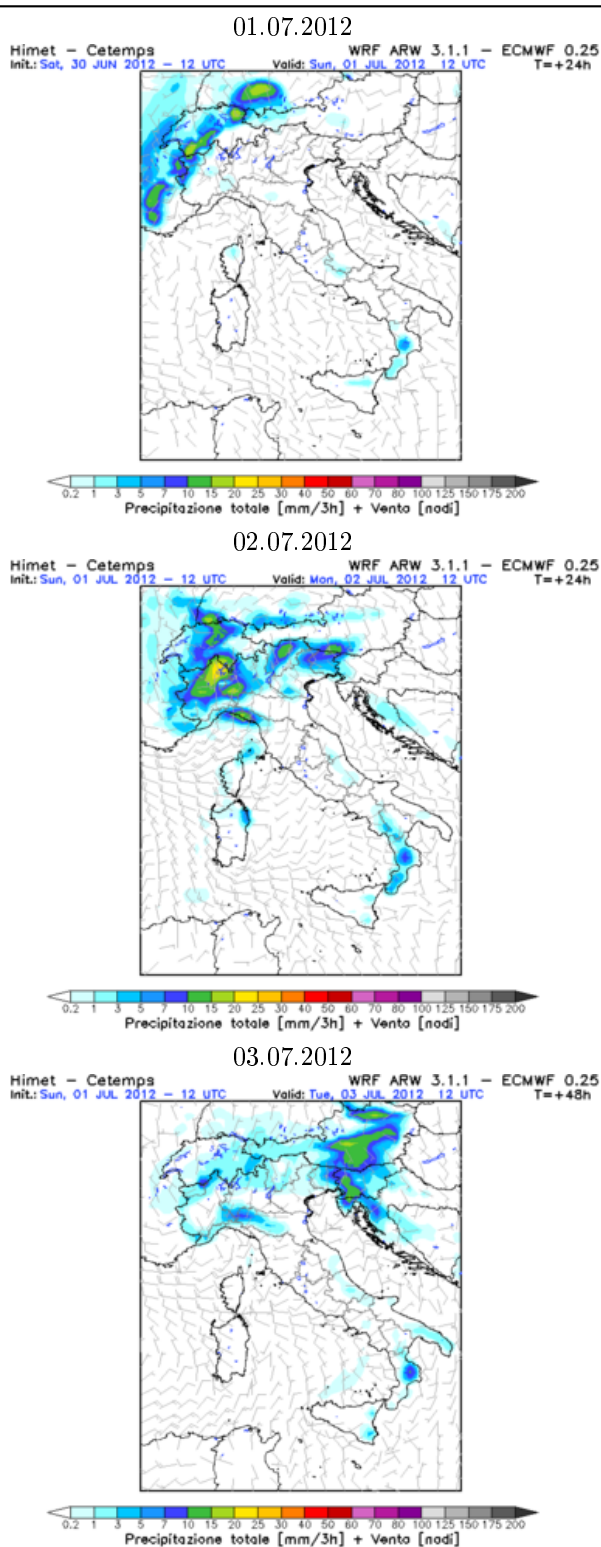 01.07.2012
Himet – Cetemps WRF ARW 3.1.1 – ECMWF 0.25
Init.: Sat, 30 JUN 2012 – 12 UTC Valid: Sun, 01 JUL 2012 12 UTC T=+24h
0.2 1 3 5 7 10 15 20 25 30 40 50 60 70 80 100 125 150 175 200
Precipitazione totale [mm/3h] + Vento [nodi]
02.07.2012
Himet – Cetemps WRF ARW 3.1.1 – ECMWF 0.25
Init.: Sun, 01 JUL 2012 – 12 UTC Valid: Mon, 02 JUL 2012 12 UTC T=+24h
0.2 1 3 5 7 10 15 20 25 30 40 50 60 70 80 100 125 150 175 200
Precipitazione totale [mm/3h] + Vento [nodi]
03.07.2012
Himet – Cetemps WRF ARW 3.1.1 – ECMWF 0.25
Init.: Sun, 01 JUL 2012 – 12 UTC Valid: Tue, 03 JUL 2012 12 UTC T=+48h
0.2 1 3 5 7 10 15 20 25 30 40 50 60 70 80 100 125 150 175 200
Precipitazione totale [mm/3h] + Vento [nodi]